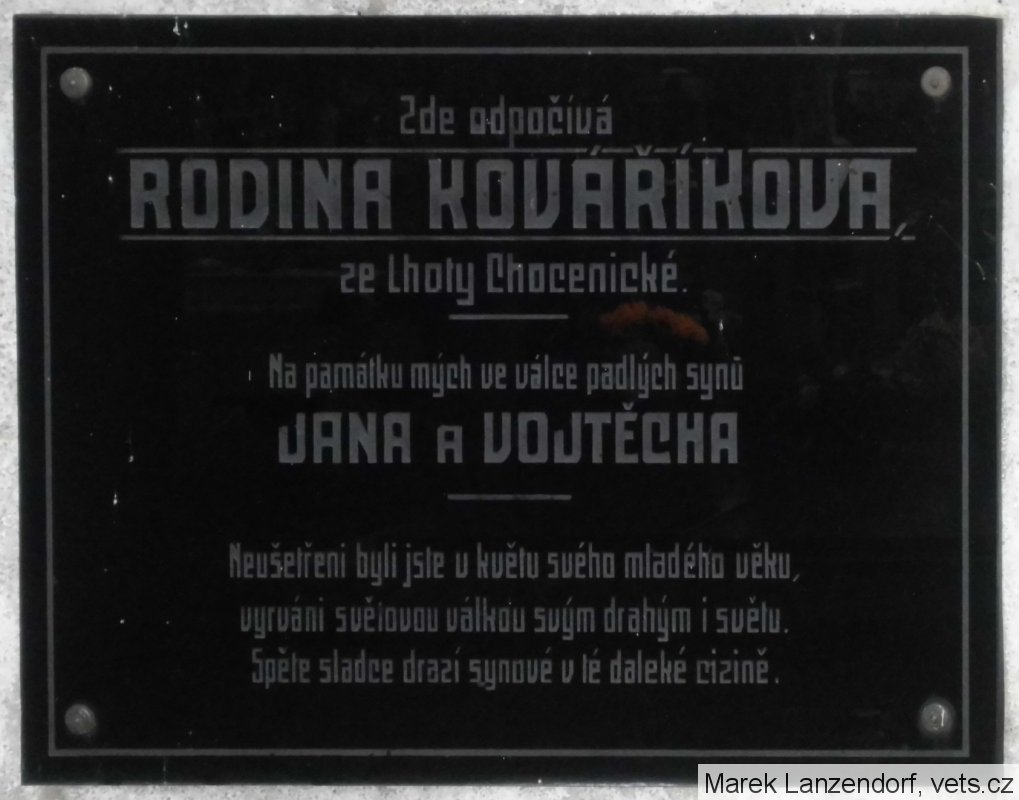 Zde odpočívá
RODINA KOVÁŘÍKOVA,
ze Lhoty Chocenické.
Na památku mých ve válce padlých synů
JANA A VOJTĚCHA
Neušetřeni byli jste v květu svého mladého věku,
vyrváni světovou válkou svým drahým i světu.
Spěte sladce drazí synové v té daleké cizině.
Marek Lanzendorf, vets.cz